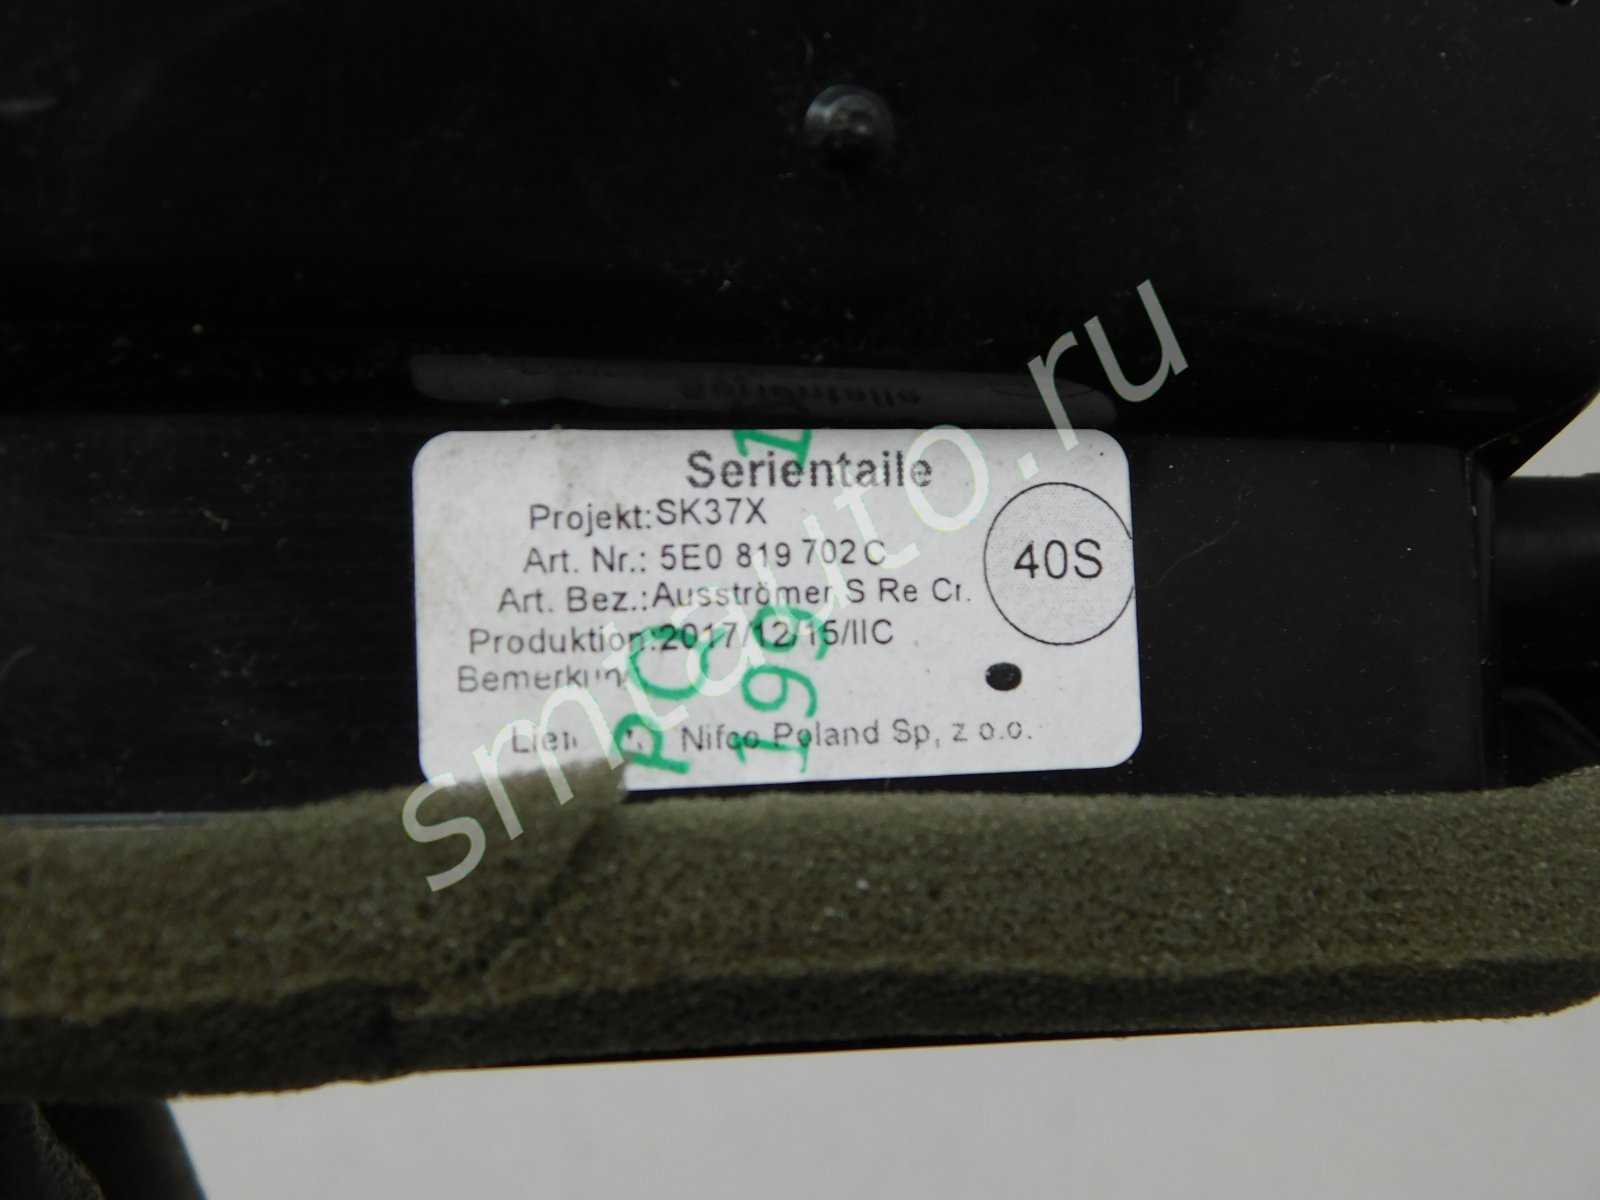 Serientaile
Projekt:SK37X
Art. Nr.: 5E0 819 702 C
40S
Art. Bez.:Ausströmer S Re Cr.
Produktion:2017/12/15/IIC
Nifco Poland Sp, z o.o.
smtauto.ru